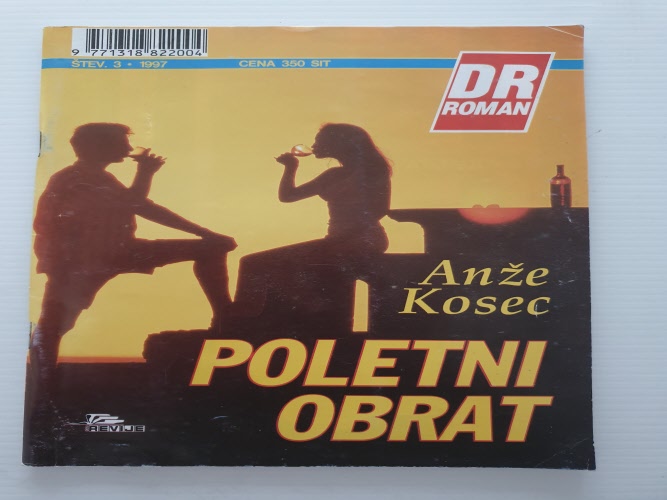 9 771318 822004
ŠTEV. 3 • 1997 CENA 350 SIT
DR
ROMAN
Anže
Kosec
POLETNI
OBRAT
REVIJE